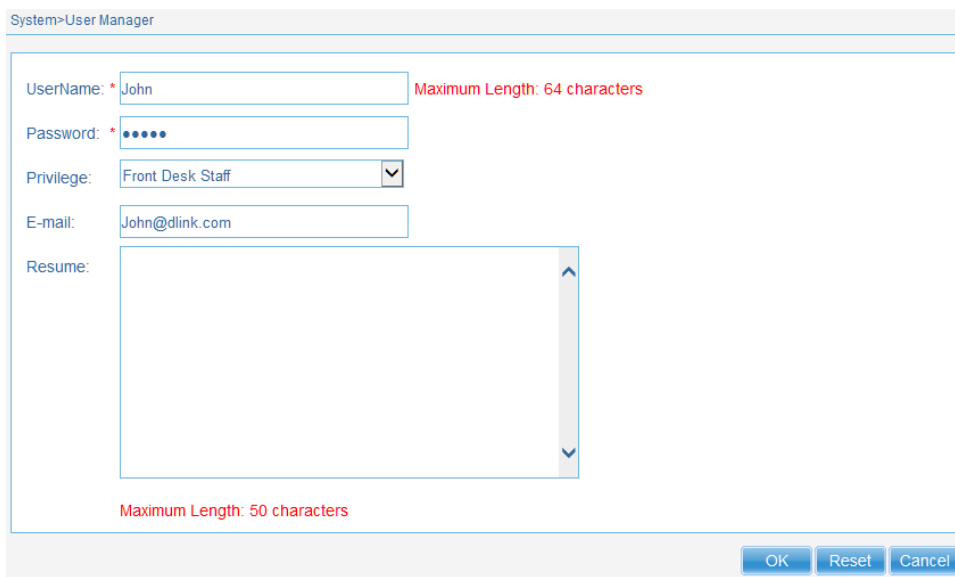 System>User Manager
UserName: * John Maximum Length: 64 characters
Password: * •••••
Privilege: Front Desk Staff
E-mail: John@dlink.com
Resume:
Maximum Length: 50 characters
OK Reset Cancel